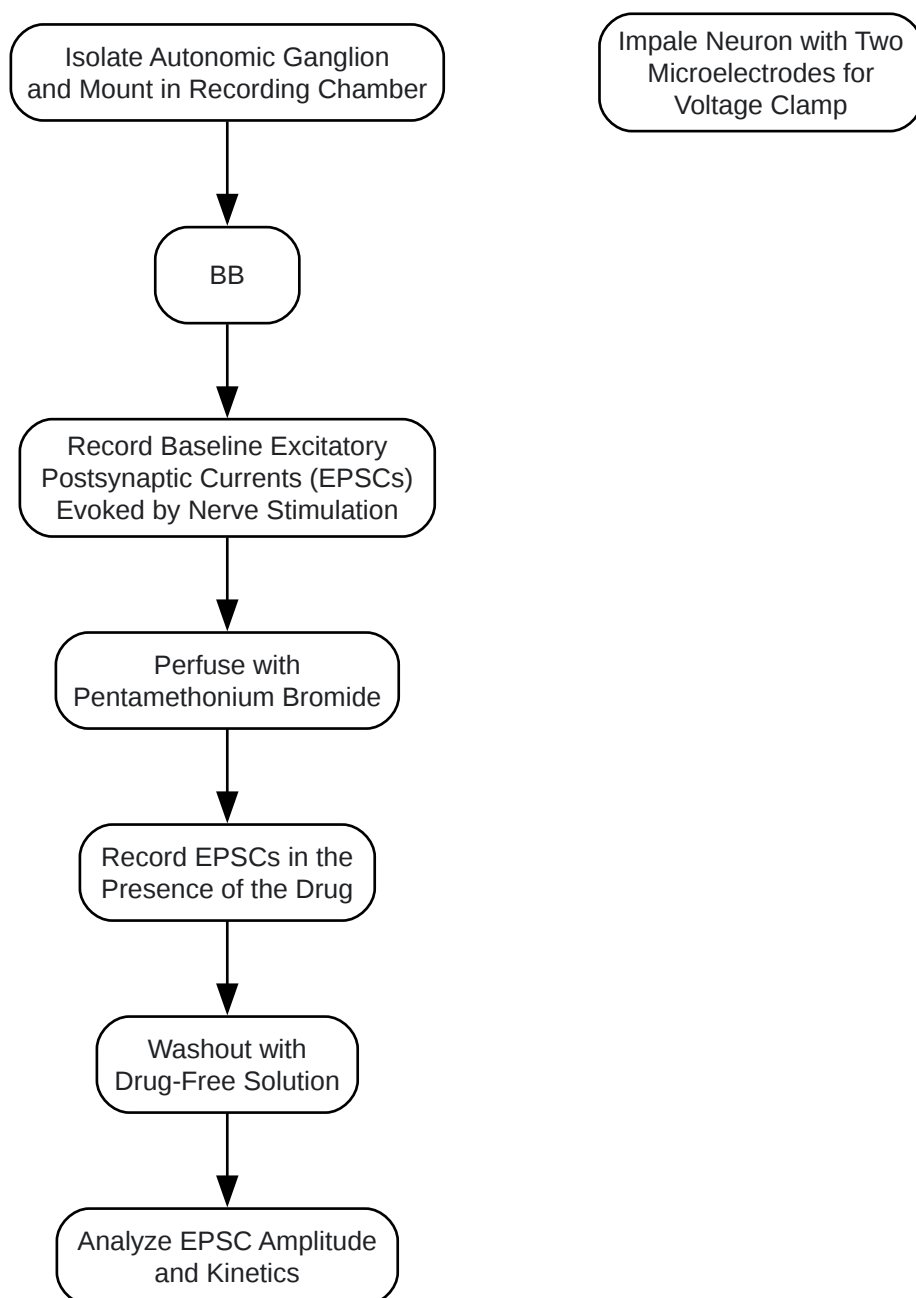 Isolate Autonomic Ganglion
and Mount in Recording Chamber
Impale Neuron with Two
Microelectrodes for
Voltage Clamp
BB
Record Baseline Excitatory
Postsynaptic Currents (EPSCs)
Evoked by Nerve Stimulation
Perfuse with
Pentamethonium Bromide
Record EPSCs in the
Presence of the Drug
Washout with
Drug-Free Solution
Analyze EPSC Amplitude
and Kinetics